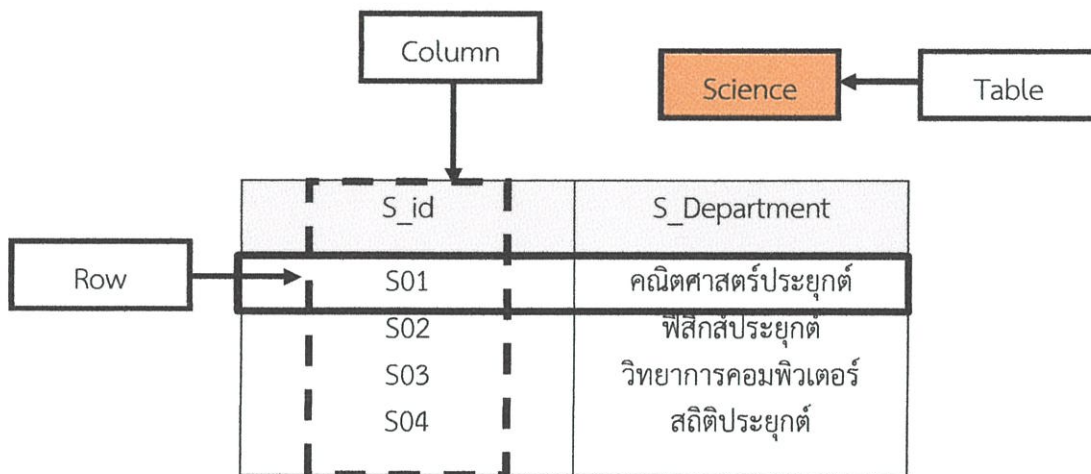 Column
Science
Table
S_id
S_Department
Row
S01
คณิตศาสตร์ประยุกต์
S02
ฟิสิกส์ประยุกต์
S03
วิทยาการคอมพิวเตอร์
S04
สถิติประยุกต์